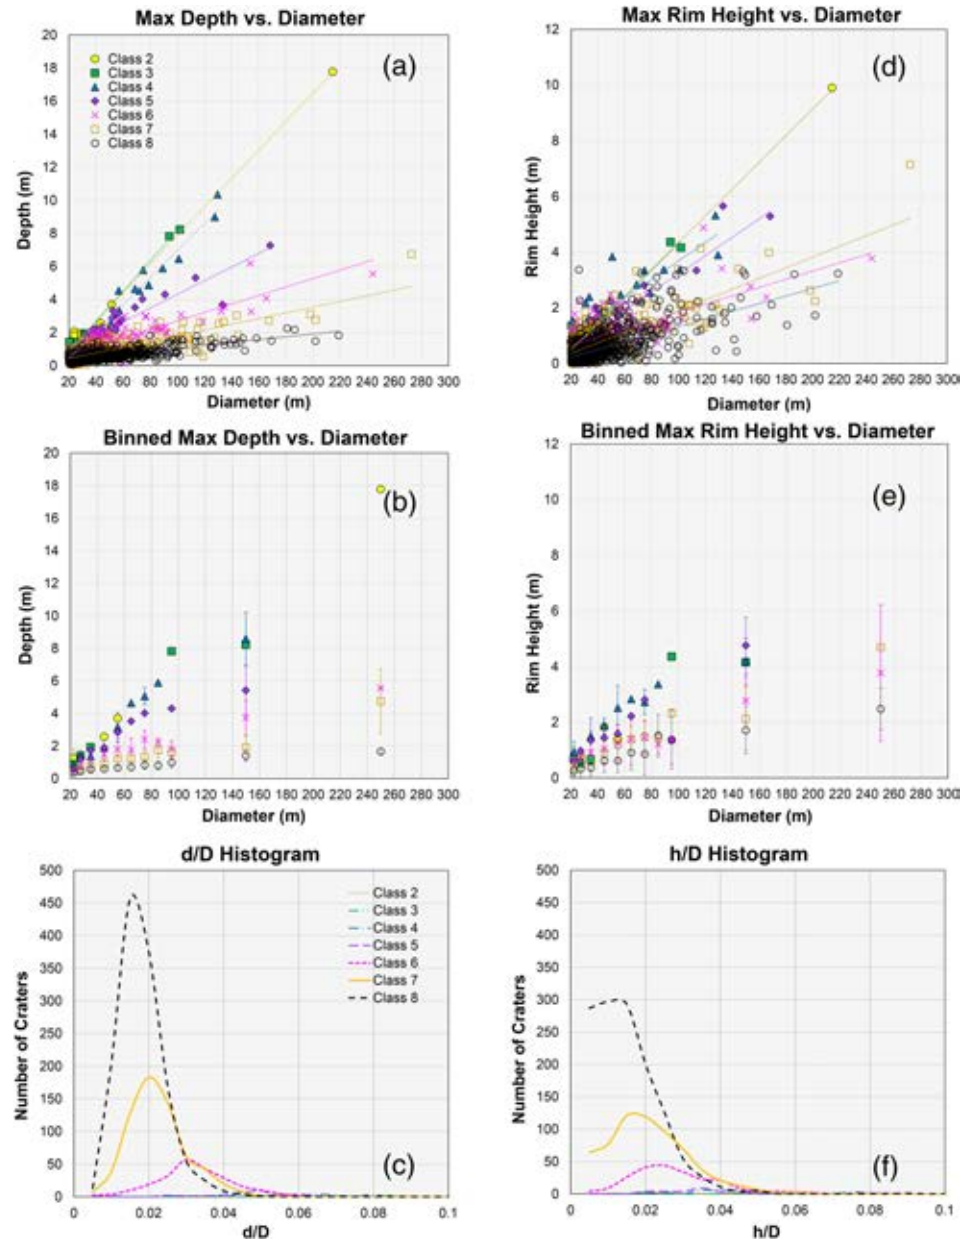 Max Depth vs. Diameter
20
18
16
14
12
10
8
6
4
2
0
Depth (m)
Class 2
Class 3
Class 4
Class 5
Class 6
Class 7
Class 8
(a)
20 40 60 80 100 120 140 160 180 200 220 240 260 280 300
Diameter (m)
Max Rim Height vs. Diameter
12
10
8
6
4
2
0
Rim Height (m)
(d)
20 40 60 80 100 120 140 160 180 200 220 240 260 280 300
Diameter (m)
Binned Max Depth vs. Diameter
20
18
16
14
12
10
8
6
4
2
0
Depth (m)
(b)
20 40 60 80 100 120 140 160 180 200 220 240 260 280 300
Diameter (m)
Binned Max Rim Height vs. Diameter
12
10
8
6
4
2
0
Rim Height (m)
(e)
20 40 60 80 100 120 140 160 180 200 220 240 260 280 300
Diameter (m)
d/D Histogram
500
450
400
350
300
250
200
150
100
50
0
Number of Craters
Class 2
Class 3
Class 4
Class 5
Class 6
Class 7
Class 8
(c)
0 0.02 0.04 0.06 0.08 0.1
d/D
h/D Histogram
500
450
400
350
300
250
200
150
100
50
0
Number of Craters
(f)
0 0.02 0.04 0.06 0.08 0.1
h/D